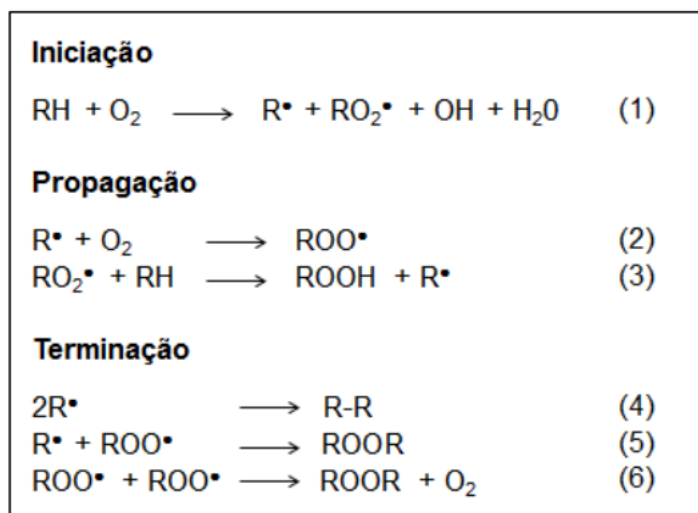 Iniciação
RH + O₂ ⟶ R• + RO₂• + OH + H₂0 (1)
Propagação
R• + O₂ ⟶ ROO• (2)
RO₂• + RH ⟶ ROOH + R• (3)
Terminação
2R• ⟶ R-R (4)
R• + ROO• ⟶ ROOR (5)
ROO• + ROO• ⟶ ROOR + O₂ (6)